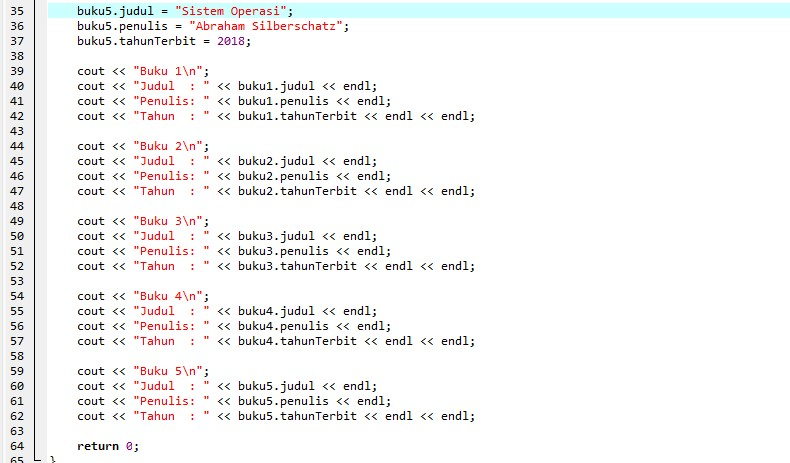 35 buku5.judul = "Sistem Operasi";
36 buku5.penulis = "Abraham Silberschatz";
37 buku5.tahunTerbit = 2018;
38
39 cout << "Buku 1\n";
40 cout << "Judul  : " << buku1.judul << endl;
41 cout << "Penulis: " << buku1.penulis << endl;
42 cout << "Tahun  : " << buku1.tahunTerbit << endl << endl;
43
44 cout << "Buku 2\n";
45 cout << "Judul  : " << buku2.judul << endl;
46 cout << "Penulis: " << buku2.penulis << endl;
47 cout << "Tahun  : " << buku2.tahunTerbit << endl << endl;
48
49 cout << "Buku 3\n";
50 cout << "Judul  : " << buku3.judul << endl;
51 cout << "Penulis: " << buku3.penulis << endl;
52 cout << "Tahun  : " << buku3.tahunTerbit << endl << endl;
53
54 cout << "Buku 4\n";
55 cout << "Judul  : " << buku4.judul << endl;
56 cout << "Penulis: " << buku4.penulis << endl;
57 cout << "Tahun  : " << buku4.tahunTerbit << endl << endl;
58
59 cout << "Buku 5\n";
60 cout << "Judul  : " << buku5.judul << endl;
61 cout << "Penulis: " << buku5.penulis << endl;
62 cout << "Tahun  : " << buku5.tahunTerbit << endl << endl;
63
64 return 0;
65 }